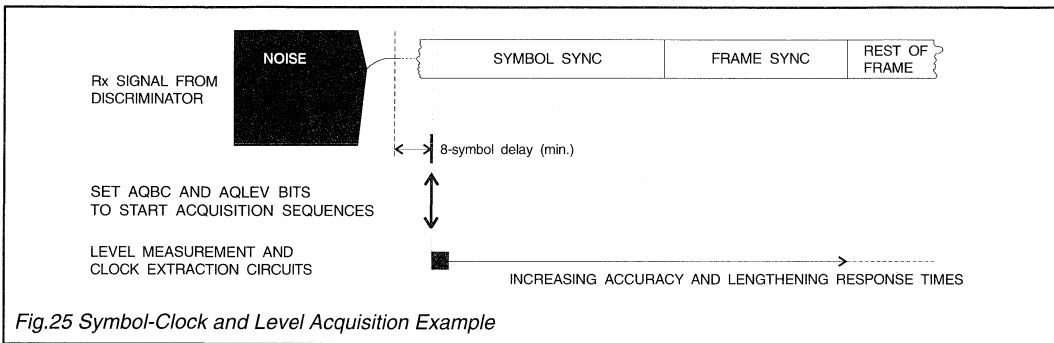 NOISE
SYMBOL SYNC
FRAME SYNC
REST OF
FRAME
Rx SIGNAL FROM
DISCRIMINATOR
8-symbol delay (min.)
SET AQBC AND AQLEV BITS
TO START ACQUISITION SEQUENCES
LEVEL MEASUREMENT AND
CLOCK EXTRACTION CIRCUITS
INCREASING ACCURACY AND LENGTHENING RESPONSE TIMES
Fig.25 Symbol-Clock and Level Acquisition Example